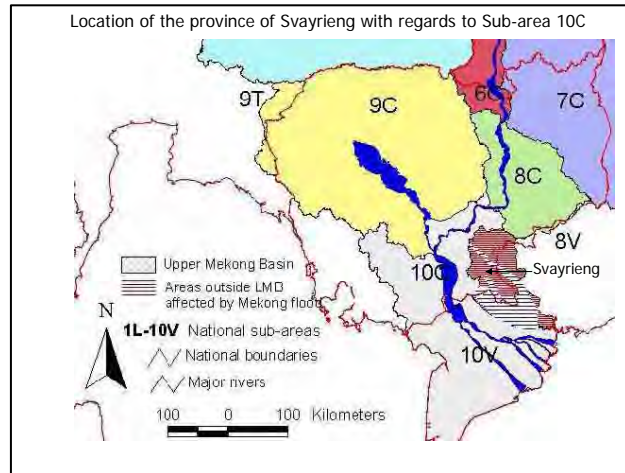 Location of the province of Svayrieng with regards to Sub-area 10C
6C
9T
9C
7C
8C
8V
Upper Mekong Basin
10C
Svayrieng
Areas outside LMB
affected by Mekong flood
N
1L-10V National sub-areas
10V
National boundaries
Major rivers
100 0 100 Kilometers